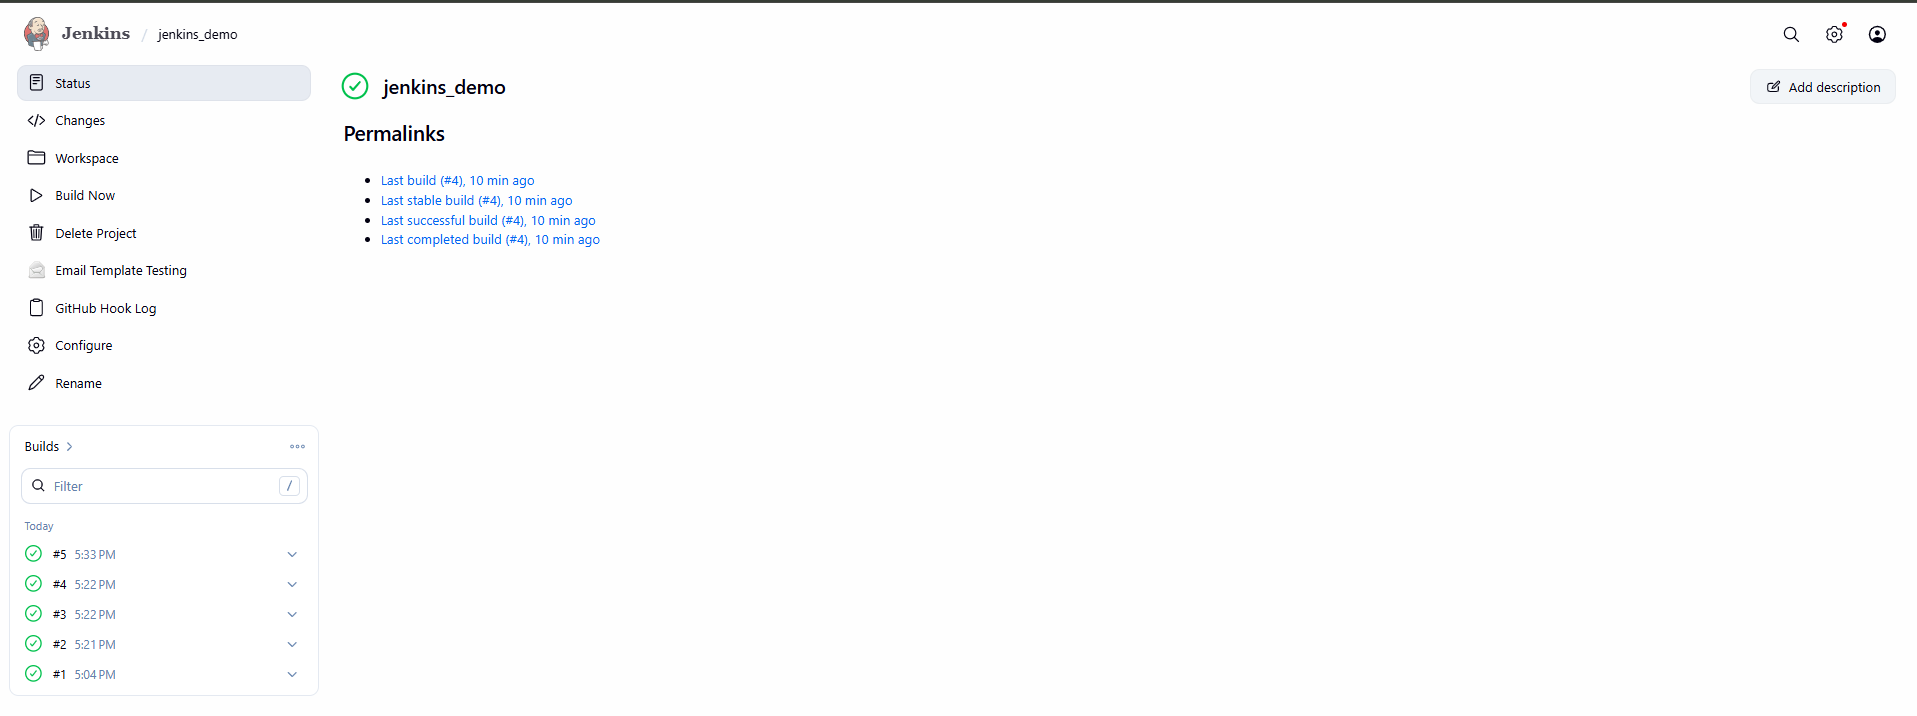 Jenkins / jenkins_demo
Status
Changes
Workspace
Build Now
Delete Project
Email Template Testing
GitHub Hook Log
Configure
Rename
Builds
Filter /
Today
#5 5:33 PM
#4 5:22 PM
#3 5:22 PM
#2 5:21 PM
#1 5:04 PM
jenkins_demo
Add description
Permalinks
Last build (#4), 10 min ago
Last stable build (#4), 10 min ago
Last successful build (#4), 10 min ago
Last completed build (#4), 10 min ago